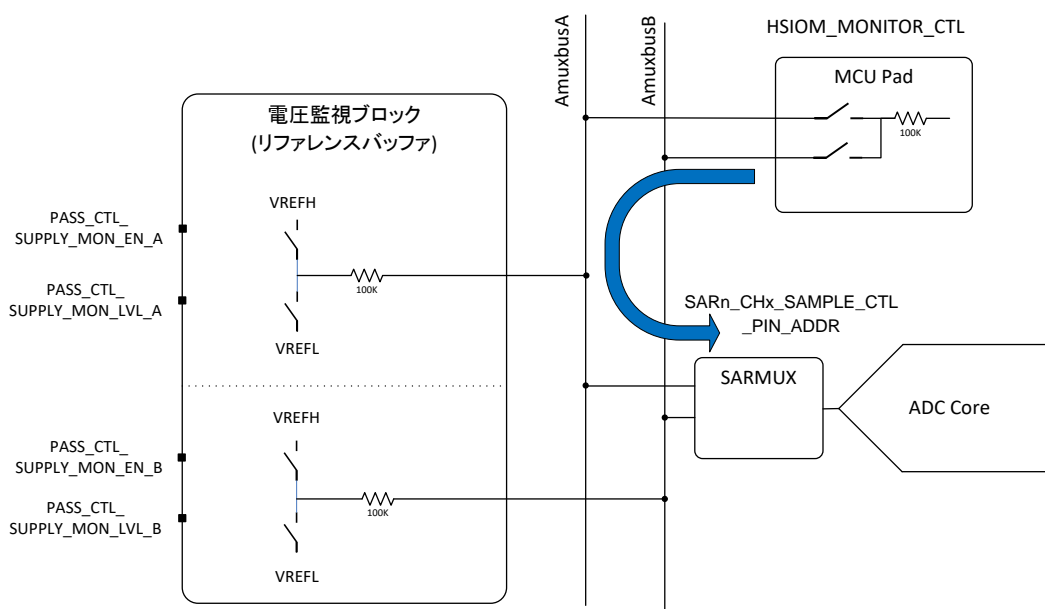 AmuxbusA
AmuxbusB
HSIOM_MONITOR_CTL
MCU Pad
100K
電圧監視ブロック
(リファレンスバッファ)
PASS_CTL_
SUPPLY_MON_EN_A
PASS_CTL_
SUPPLY_MON_LVL_A
VREFH
100K
VREFL
SARn_CHx_SAMPLE_CTL
_PIN_ADDR
SARMUX
ADC Core
PASS_CTL_
SUPPLY_MON_EN_B
PASS_CTL_
SUPPLY_MON_LVL_B
VREFH
100K
VREFL